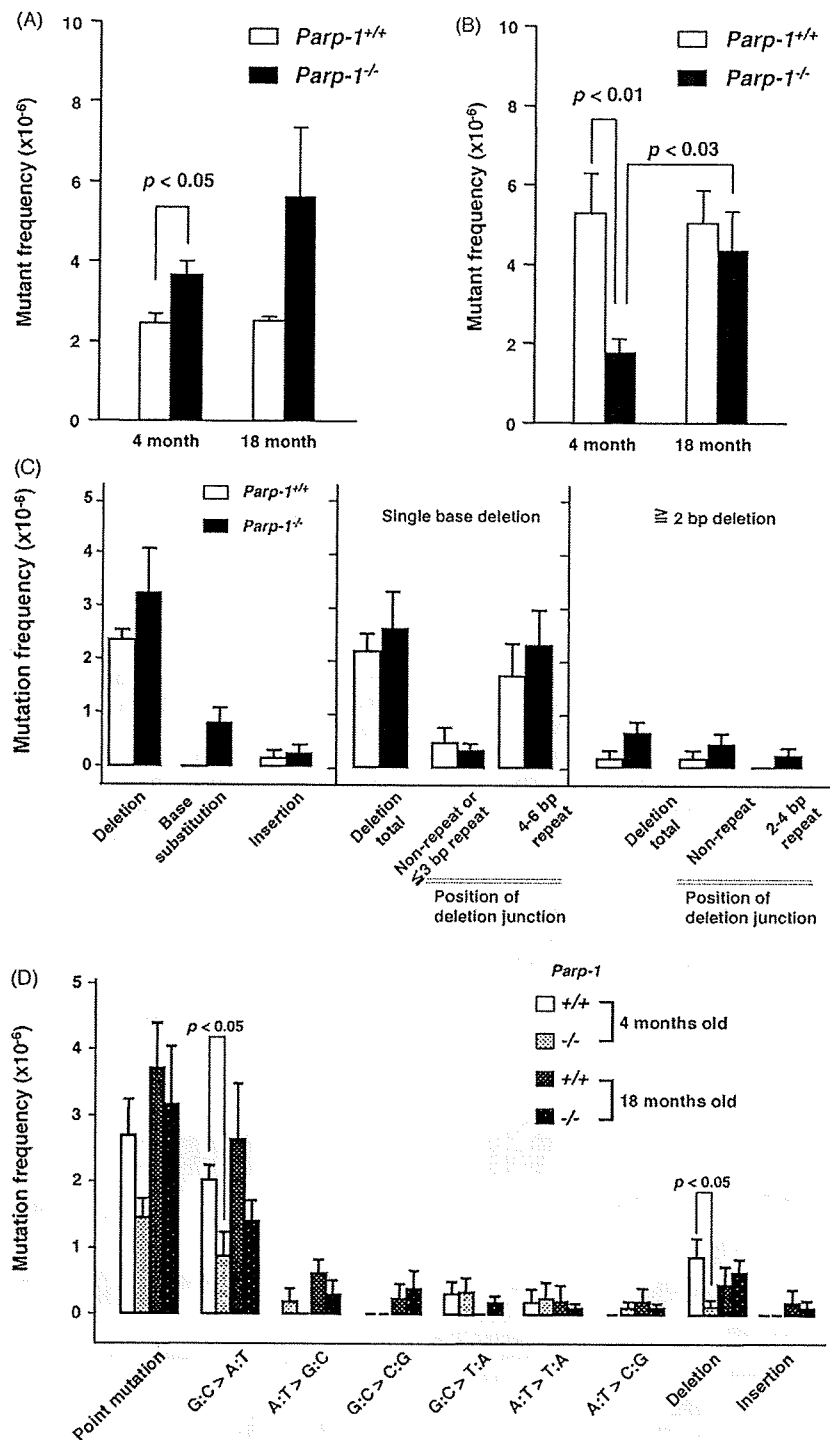 (A)
Parp-1+/+
Parp-1-/-
Mutant frequency (x10-6)
10
8
6
4
2
0
p < 0.05
4 month
18 month
(B)
Parp-1+/+
Parp-1-/-
Mutant frequency (x10-6)
10
8
6
4
2
0
p < 0.01
p < 0.03
4 month
18 month
(C)
Parp-1+/+
Parp-1-/-
Mutation frequency (x10-6)
5
4
3
2
1
0
Deletion
Base
substitution
Insertion
Single base deletion
Deletion
total
Non-repeat or
≦3 bp repeat
4-6 bp
repeat
Position of
deletion junction
≧ 2 bp deletion
Deletion
total
Non-repeat
2-4 bp
repeat
Position of
deletion junction
(D)
Mutation frequency (x10-6)
5
4
3
2
1
0
Parp-1
+/+
-/-
4 months old
+/+
-/-
18 months old
p < 0.05
p < 0.05
Point mutation
G:C > A:T
A:T > G:C
G:C > C:G
G:C > T:A
A:T > T:A
A:T > C:G
Deletion
Insertion